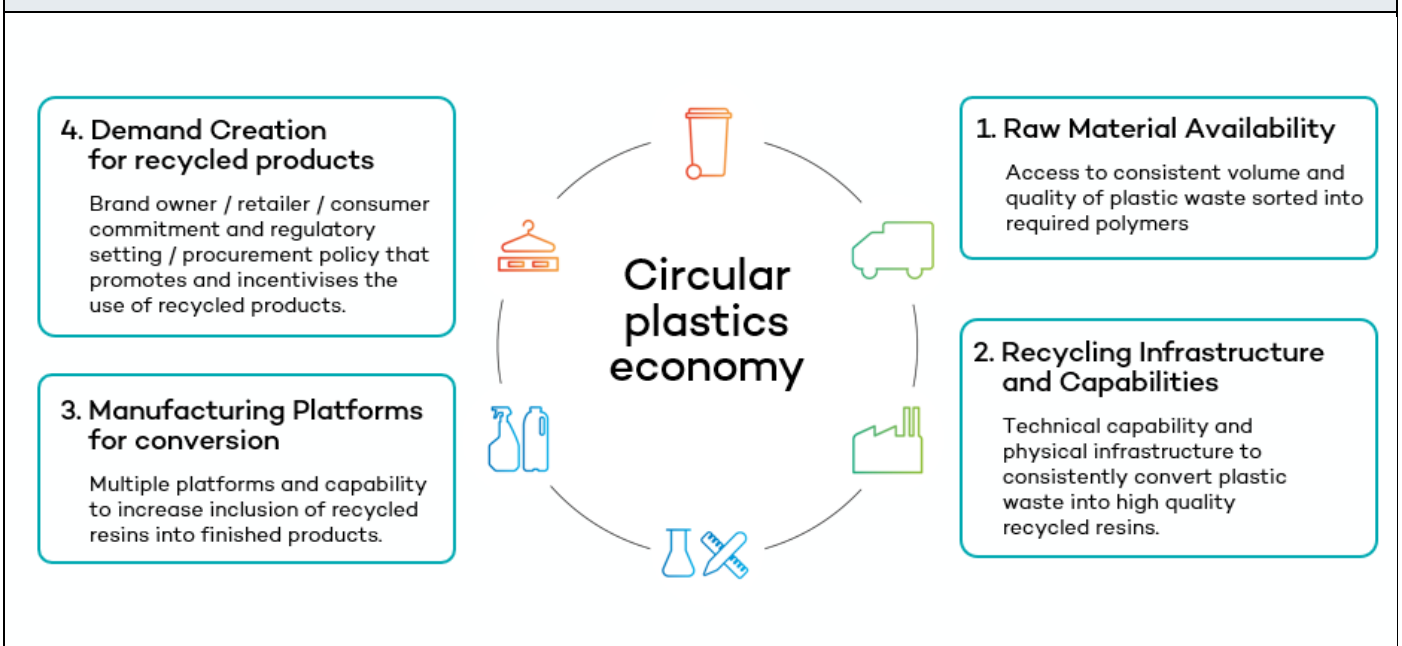 4. Demand Creation
for recycled products
Brand owner / retailer / consumer
commitment and regulatory
setting / procurement policy that
promotes and incentivises the
use of recycled products.
3. Manufacturing Platforms
for conversion
Multiple platforms and capability
to increase inclusion of recycled
resins into finished products.
Circular
plastics
economy
1. Raw Material Availability
Access to consistent volume and
quality of plastic waste sorted into
required polymers
2. Recycling Infrastructure
and Capabilities
Technical capability and
physical infrastructure to
consistently convert plastic
waste into high quality
recycled resins.